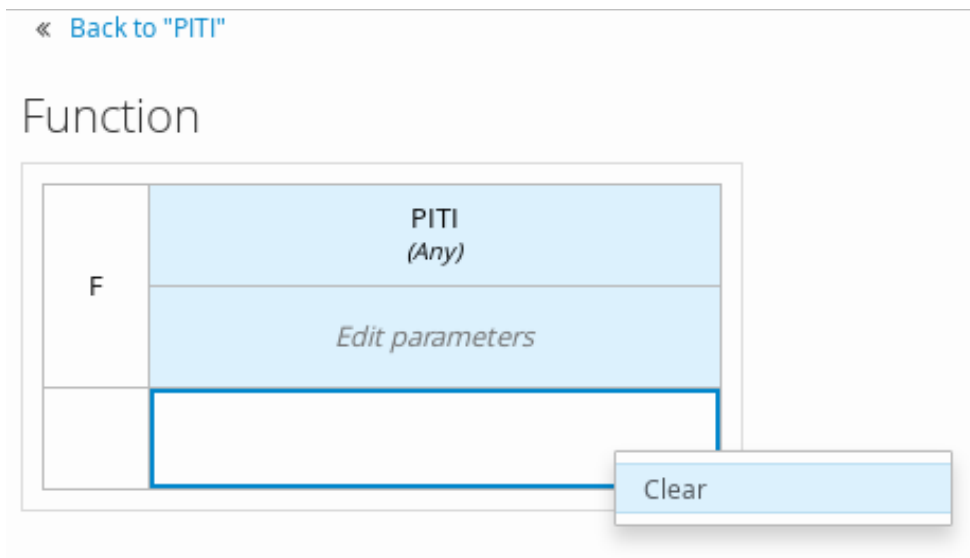 « Back to "PITI"
Function
PITI
(Any)
F
Edit parameters
Clear